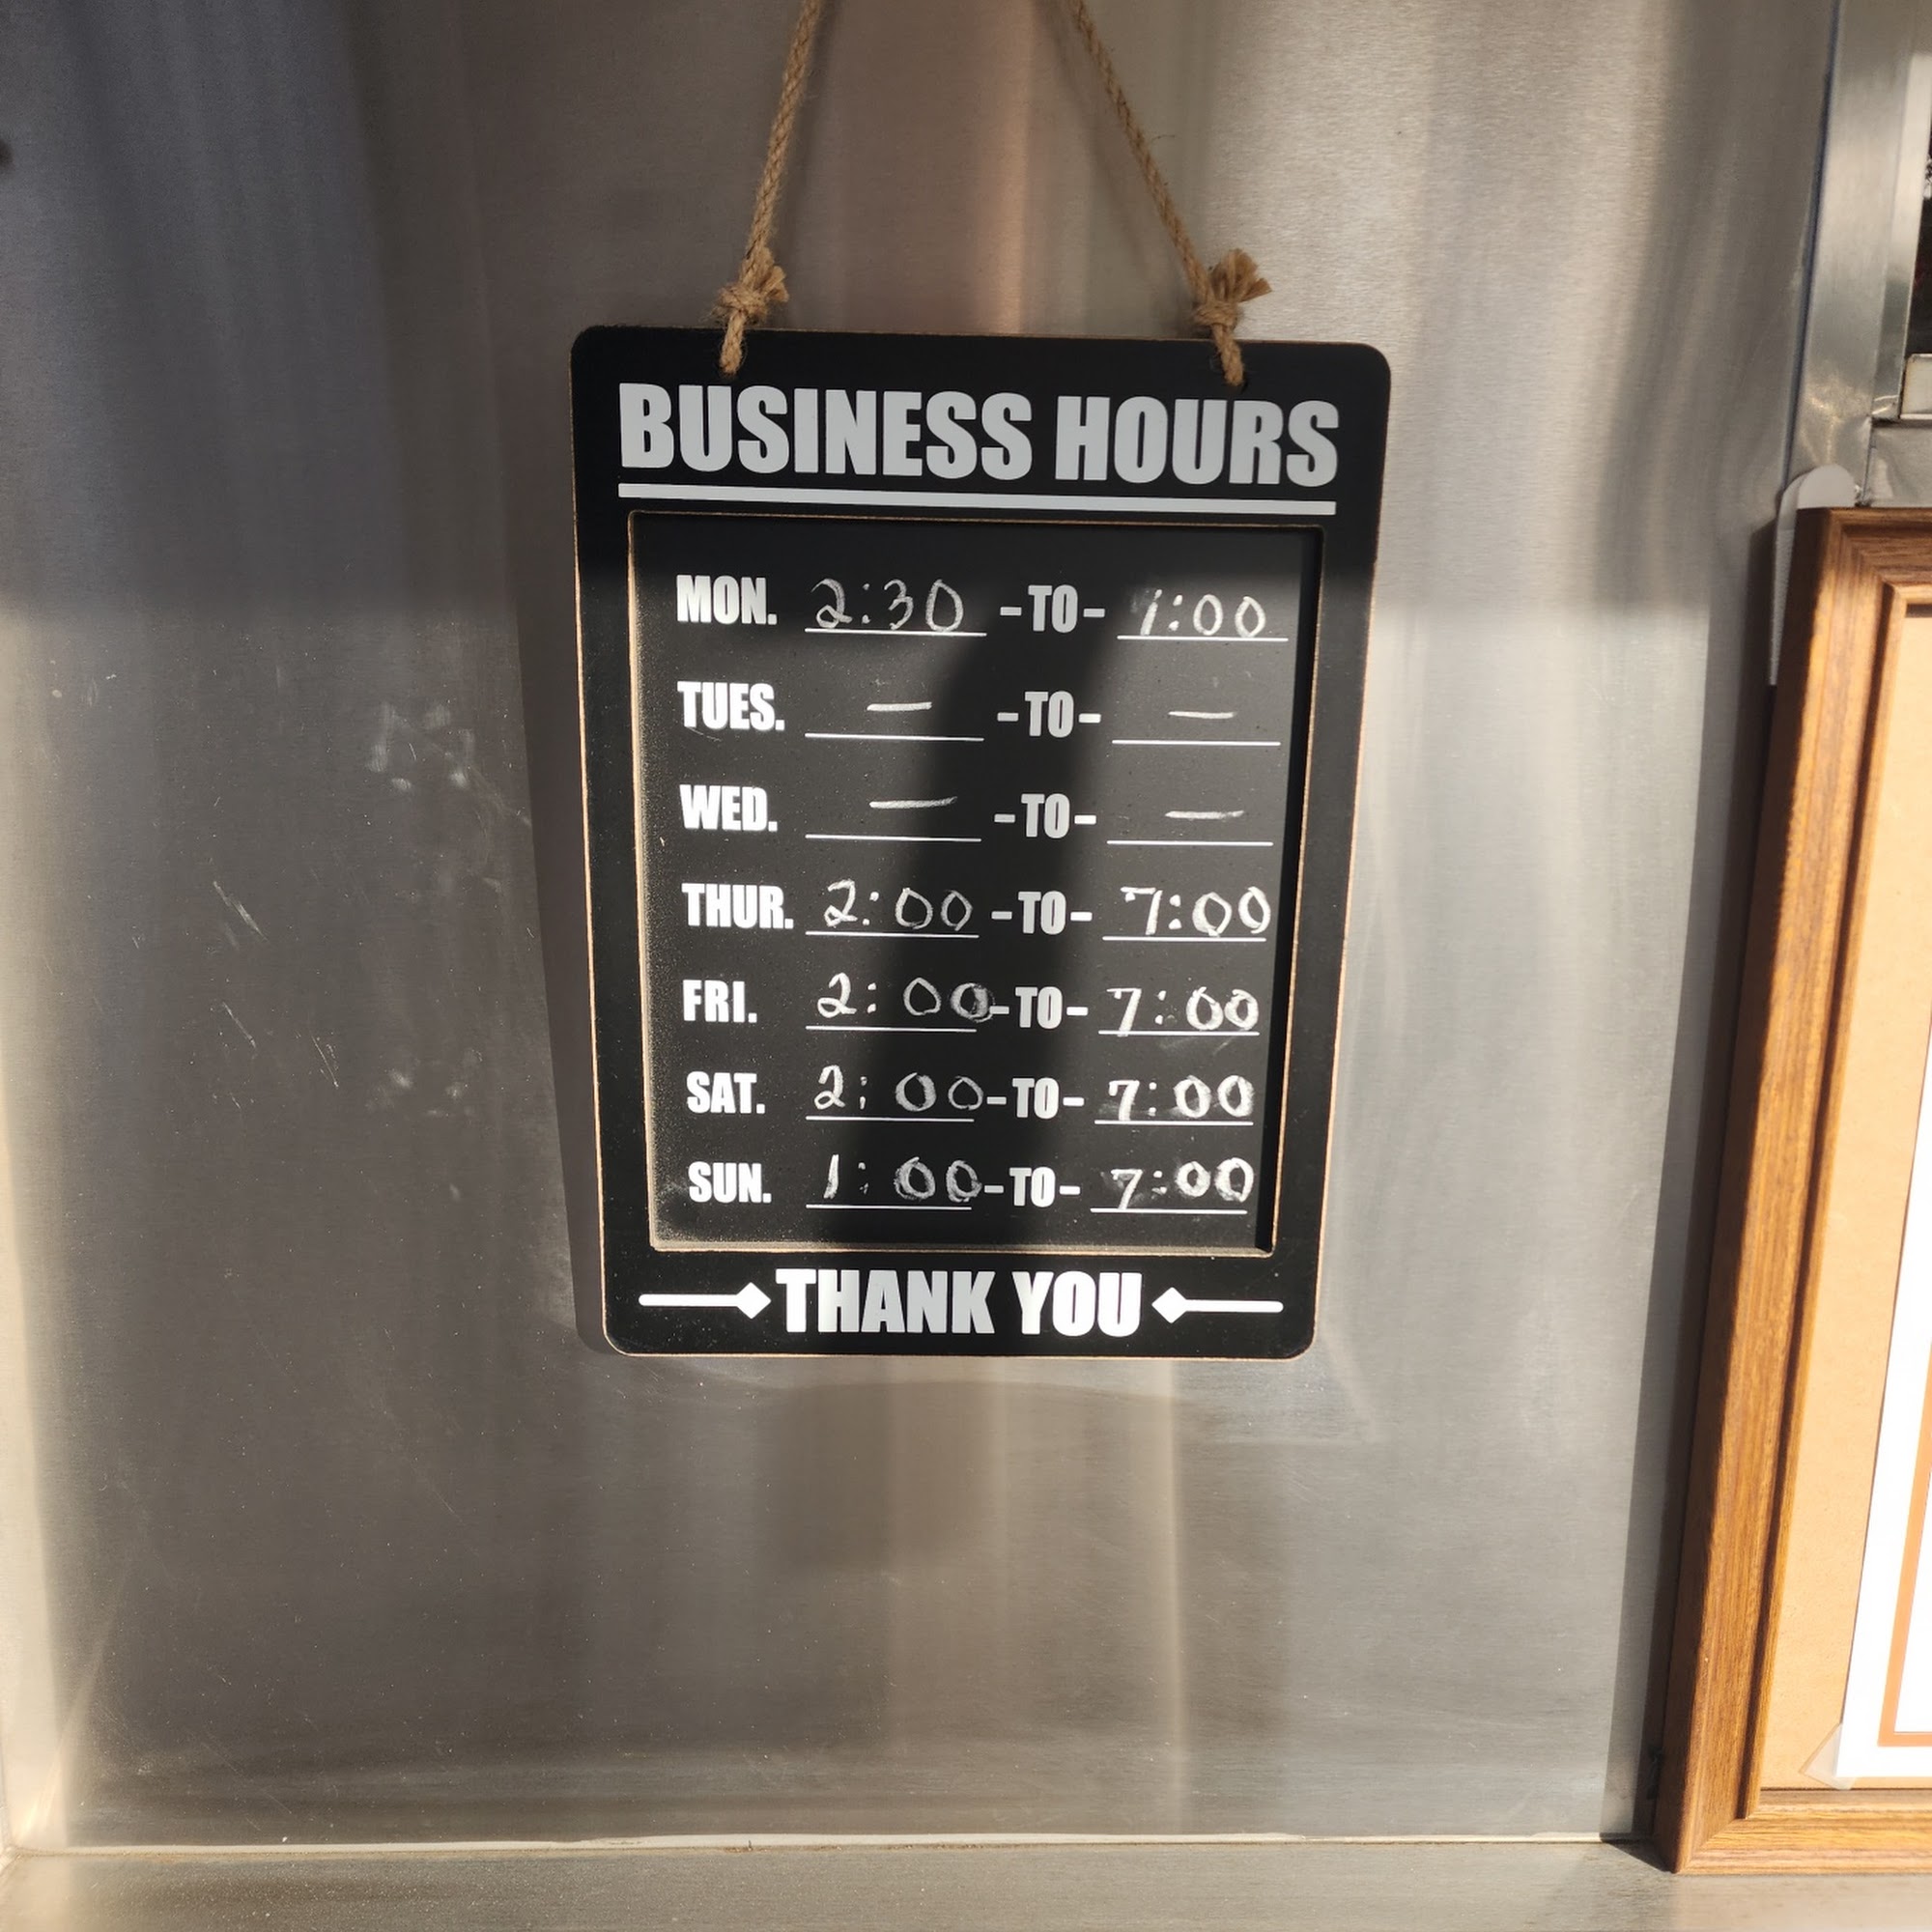 BUSINESS HOURS
MON. 2:30 -TO- 1:00
TUES. — -TO- —
WED. — -TO- —
THUR. 2:00 -TO- 7:00
FRI. 2:00 -TO- 7:00
SAT. 2:00 -TO- 7:00
SUN. 1:00 -TO- 7:00
THANK YOU